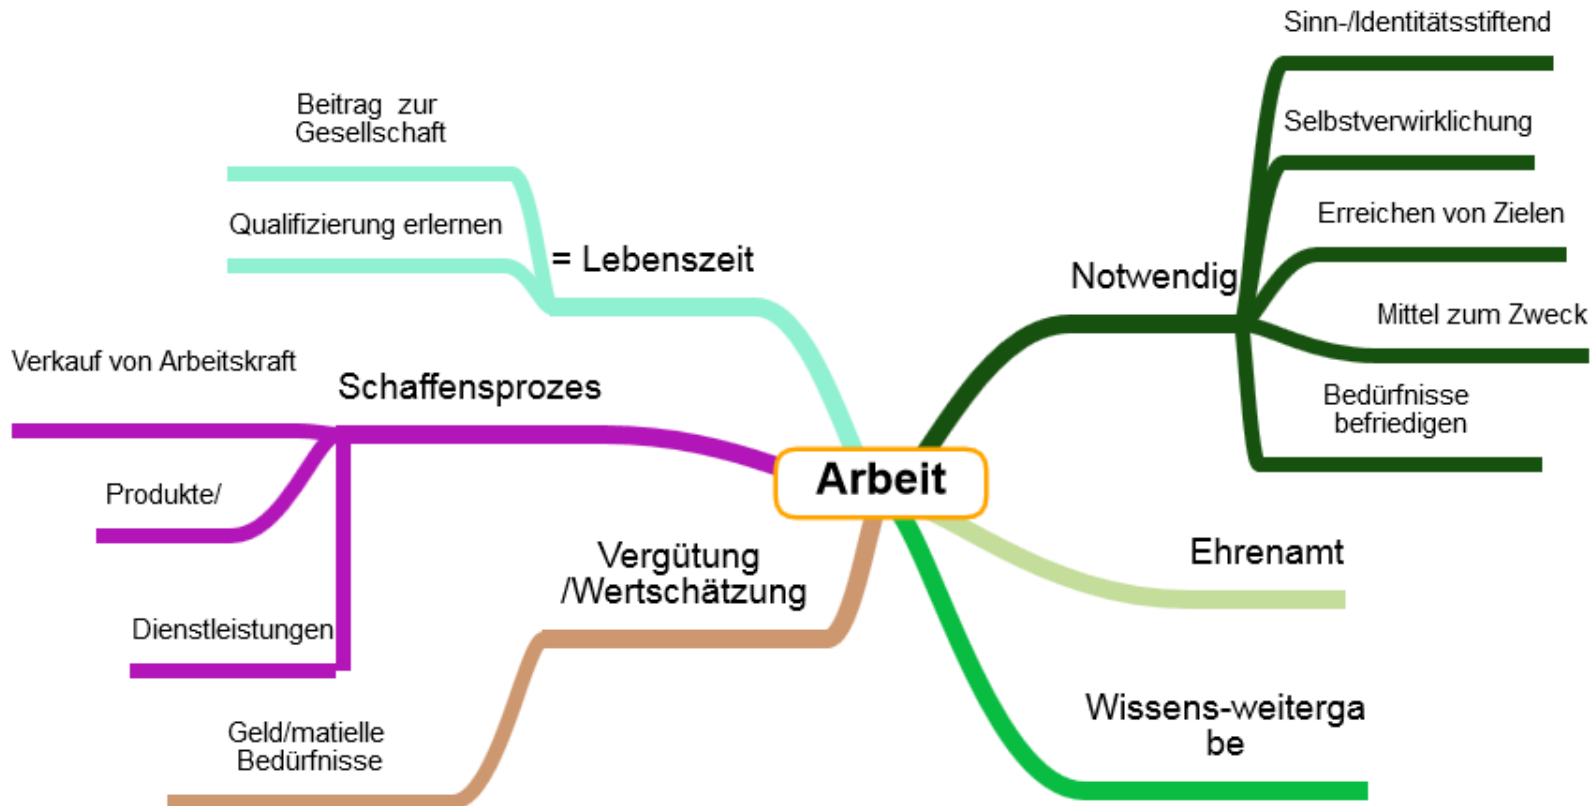 Sinn-/Identitätsstiftend
Beitrag zur
Gesellschaft
Selbstverwirklichung
Qualifizierung erlernen
Erreichen von Zielen
= Lebenszeit
Notwendig
Mittel zum Zweck
Verkauf von Arbeitskraft
Schaffensprozes
Bedürfnisse
befriedigen
Arbeit
Produkte/
Vergütung
/Wertschätzung
Ehrenamt
Dienstleistungen
Wissens-weiterga
be
Geld/matielle
Bedürfnisse